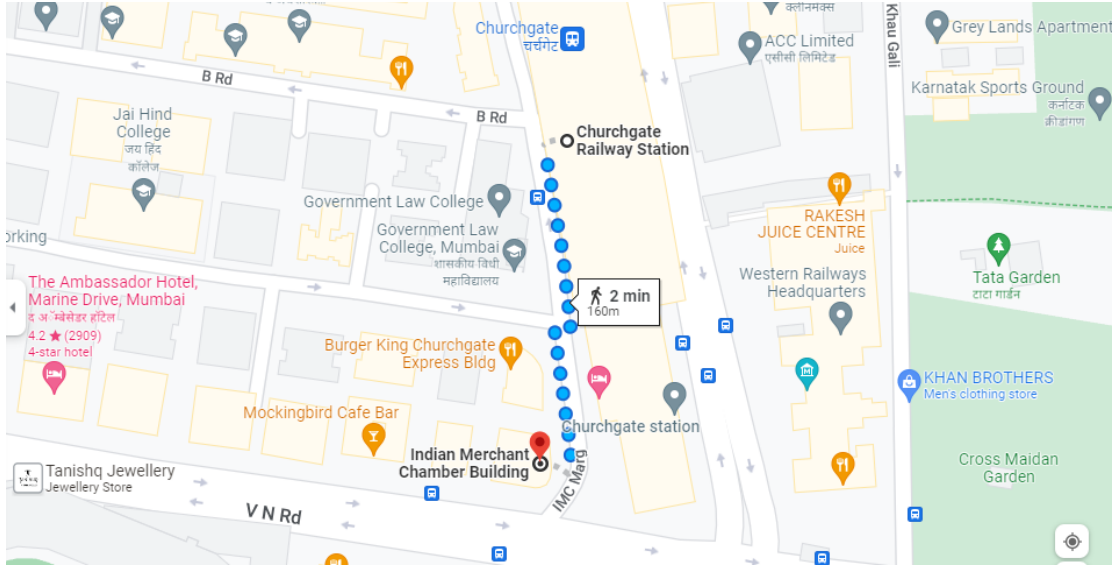 क्लीनमॅक्स
Churchgate
चर्चगेट
ACC Limited
एसीसी लिमिटेड
Khau Gali
Grey Lands Apartment
B Rd
Karnatak Sports Ground
कर्नाटक
क्रीडांगण
Jai Hind
College
जय हिंद
कॉलेज
B Rd
Churchgate
Railway Station
Government Law College
Government Law
College, Mumbai
शासकीय विधी
महाविद्यालय
RAKESH
JUICE CENTRE
Juice
orking
Western Railways
Headquarters
Tata Garden
टाटा गार्डन
The Ambassador Hotel,
Marine Drive, Mumbai
द अॅम्बेसेडर हॉटेल
4.2 ★ (2909)
4-star hotel
2 min
160m
Burger King Churchgate
Express Bldg
KHAN BROTHERS
Men's clothing store
Mockingbird Cafe Bar
Churchgate station
Indian Merchant
Chamber Building
Tanishq Jewellery
Jewellery Store
IMC Marg
Cross Maidan
Garden
V N Rd